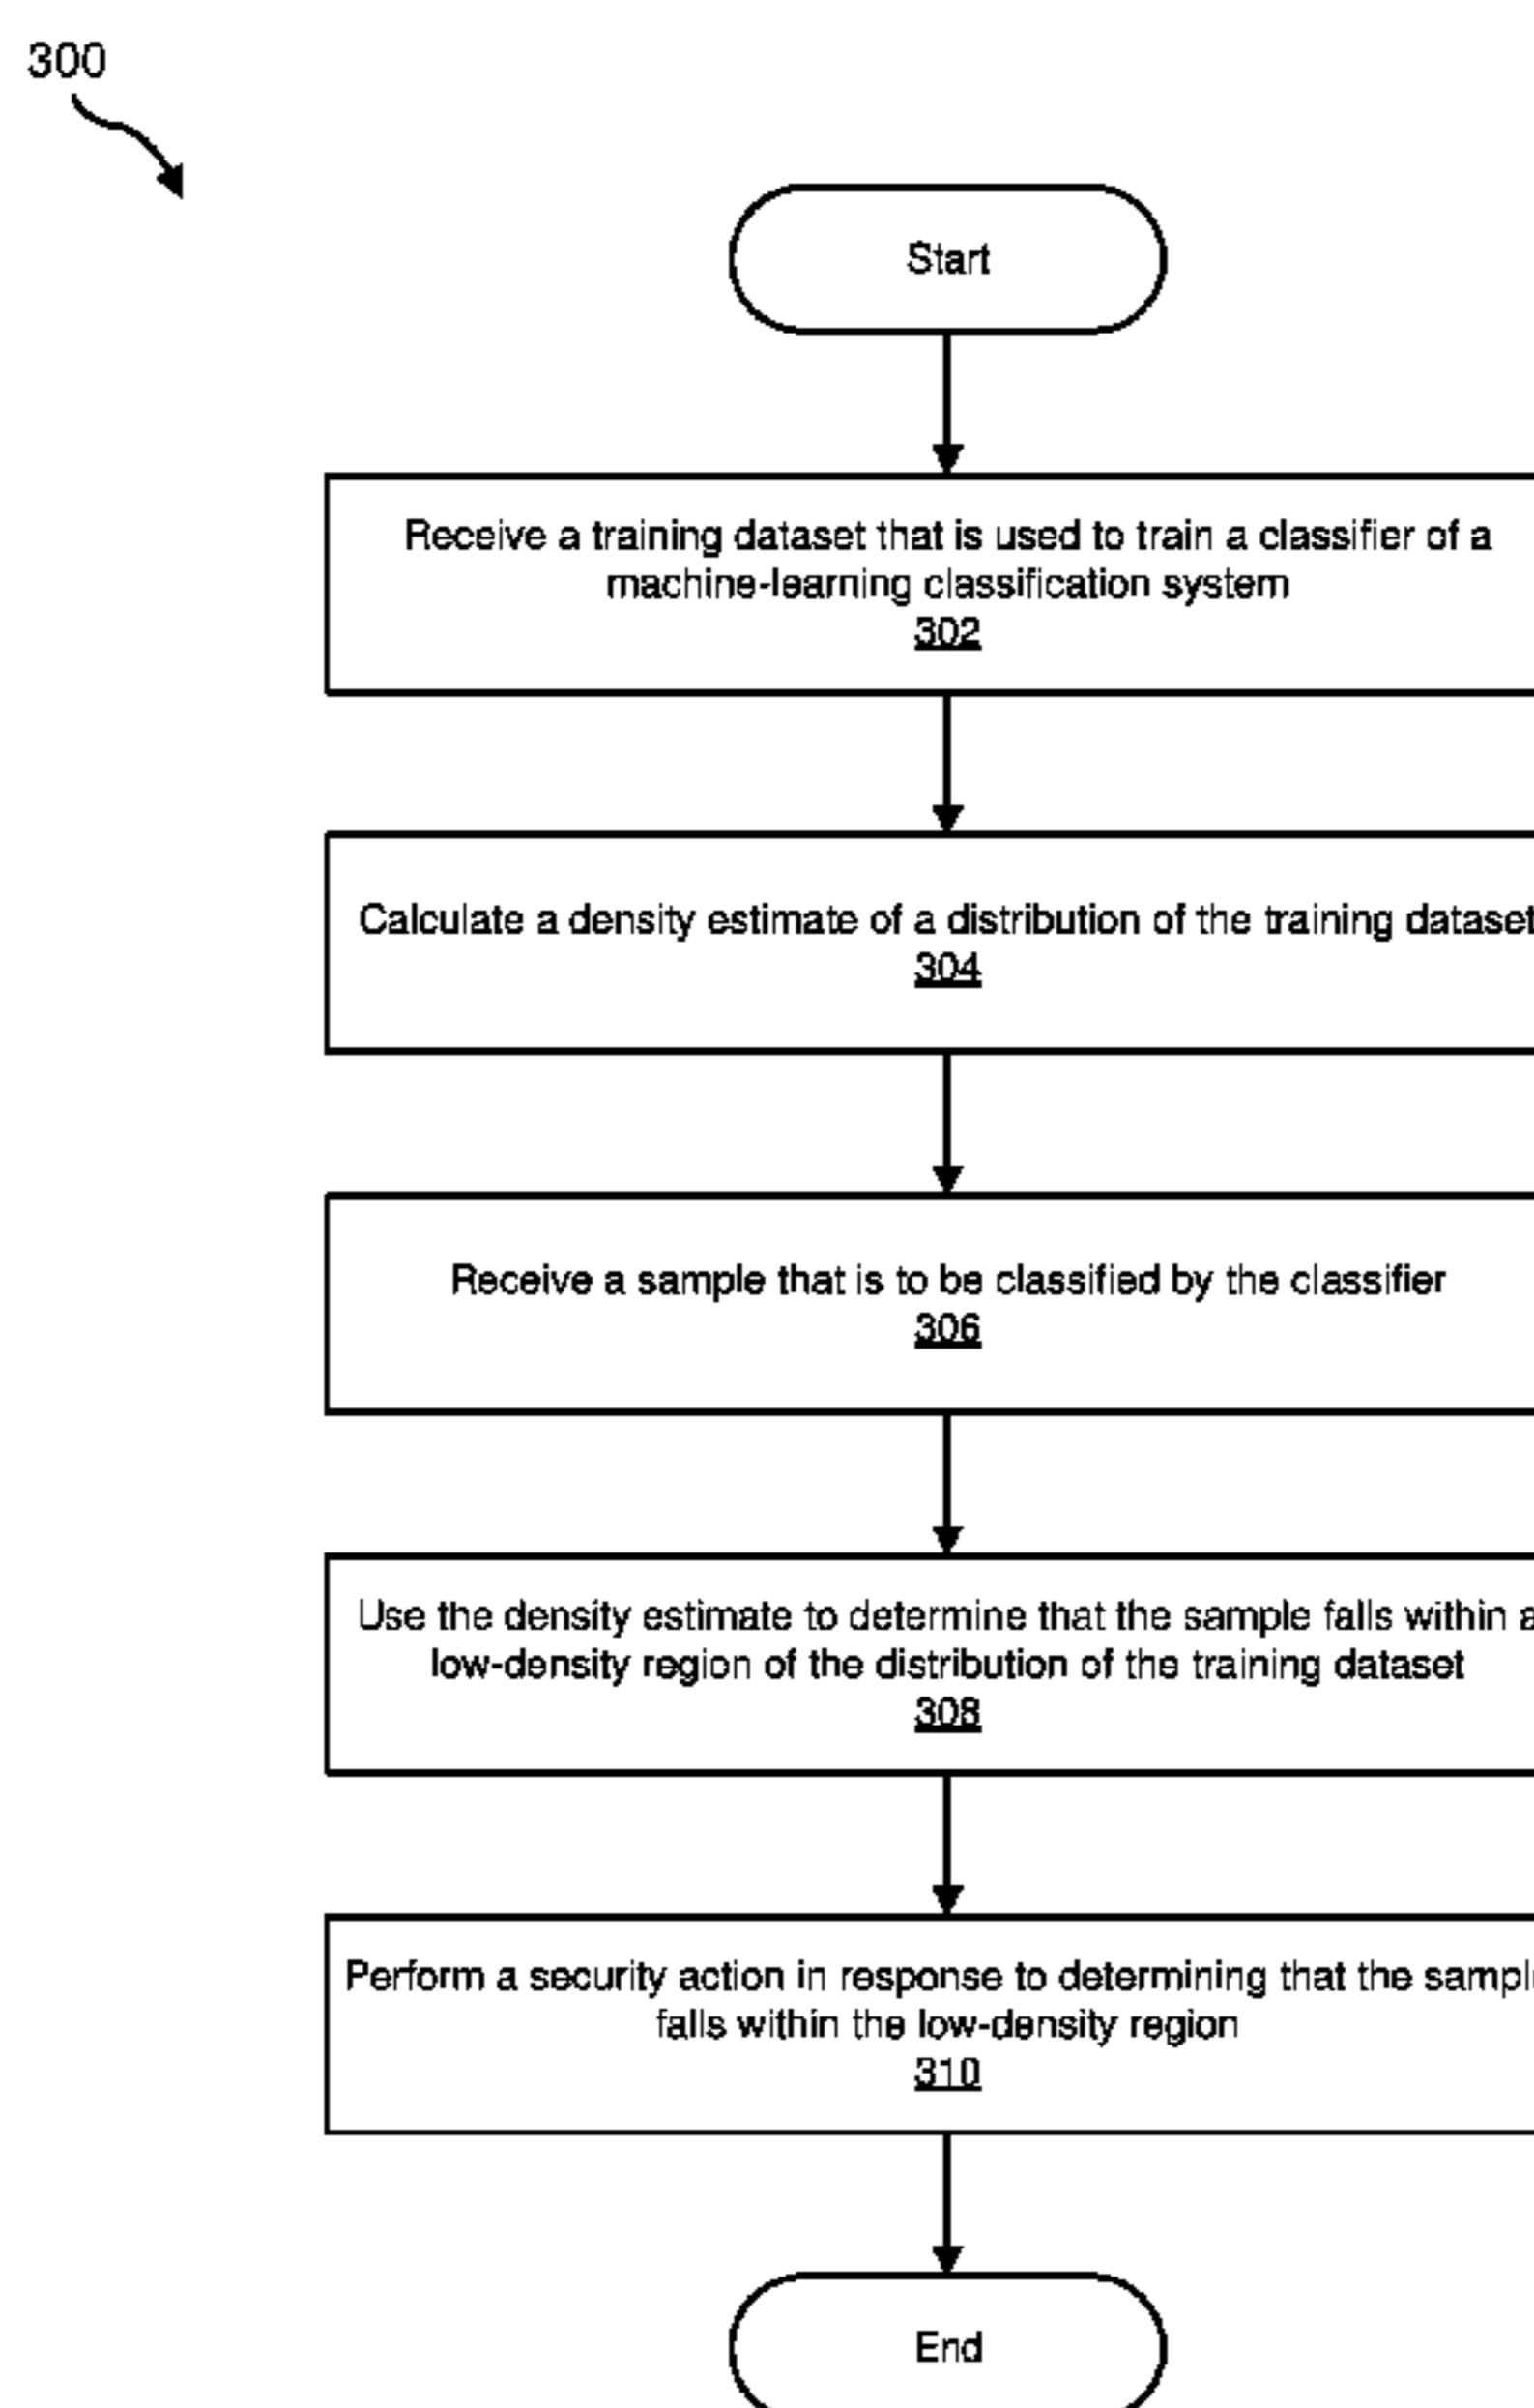 300
Start
Receive a training dataset that is used to train a classifier of a
machine-learning classification system
302
Calculate a density estimate of a distribution of the training dataset
304
Receive a sample that is to be classified by the classifier
306
Use the density estimate to determine that the sample falls within a
low-density region of the distribution of the training dataset
308
Perform a security action in response to determining that the sample
falls within the low-density region
310
End